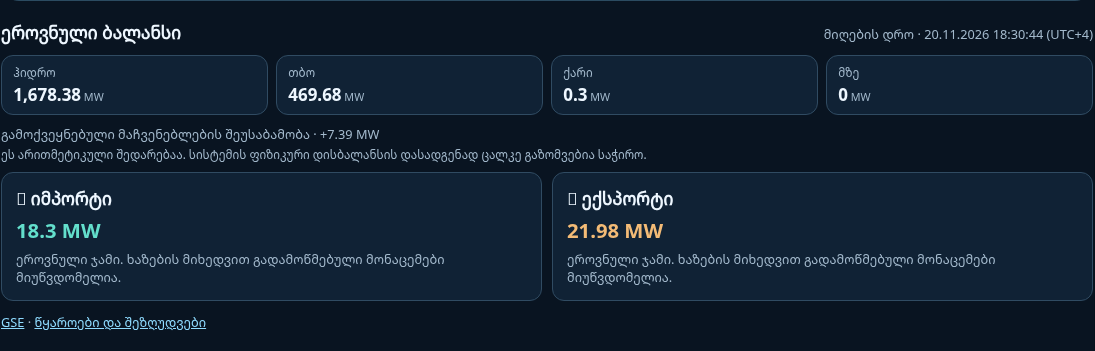 ეროვნული ბალანსი
მიღების დრო · 20.11.2026 18:30:44 (UTC+4)
ჰიდრო
1,678.38 MW
თბო
469.68 MW
ქარი
0.3 MW
მზე
0 MW
გამოქვეყნებული მაჩვენებლების შეუსაბამობა · +7.39 MW
ეს არითმეტიკული შედარებაა. სისტემის ფიზიკური დისბალანსის დასადგენად ცალკე გაზომვებია საჭირო.
იმპორტი
18.3 MW
ეროვნული ჯამი. ხაზების მიხედვით გადამოწმებული მონაცემები
მიუწვდომელია.
ექსპორტი
21.98 MW
ეროვნული ჯამი. ხაზების მიხედვით გადამოწმებული მონაცემები
მიუწვდომელია.
GSE · წყაროები და შეზღუდვები